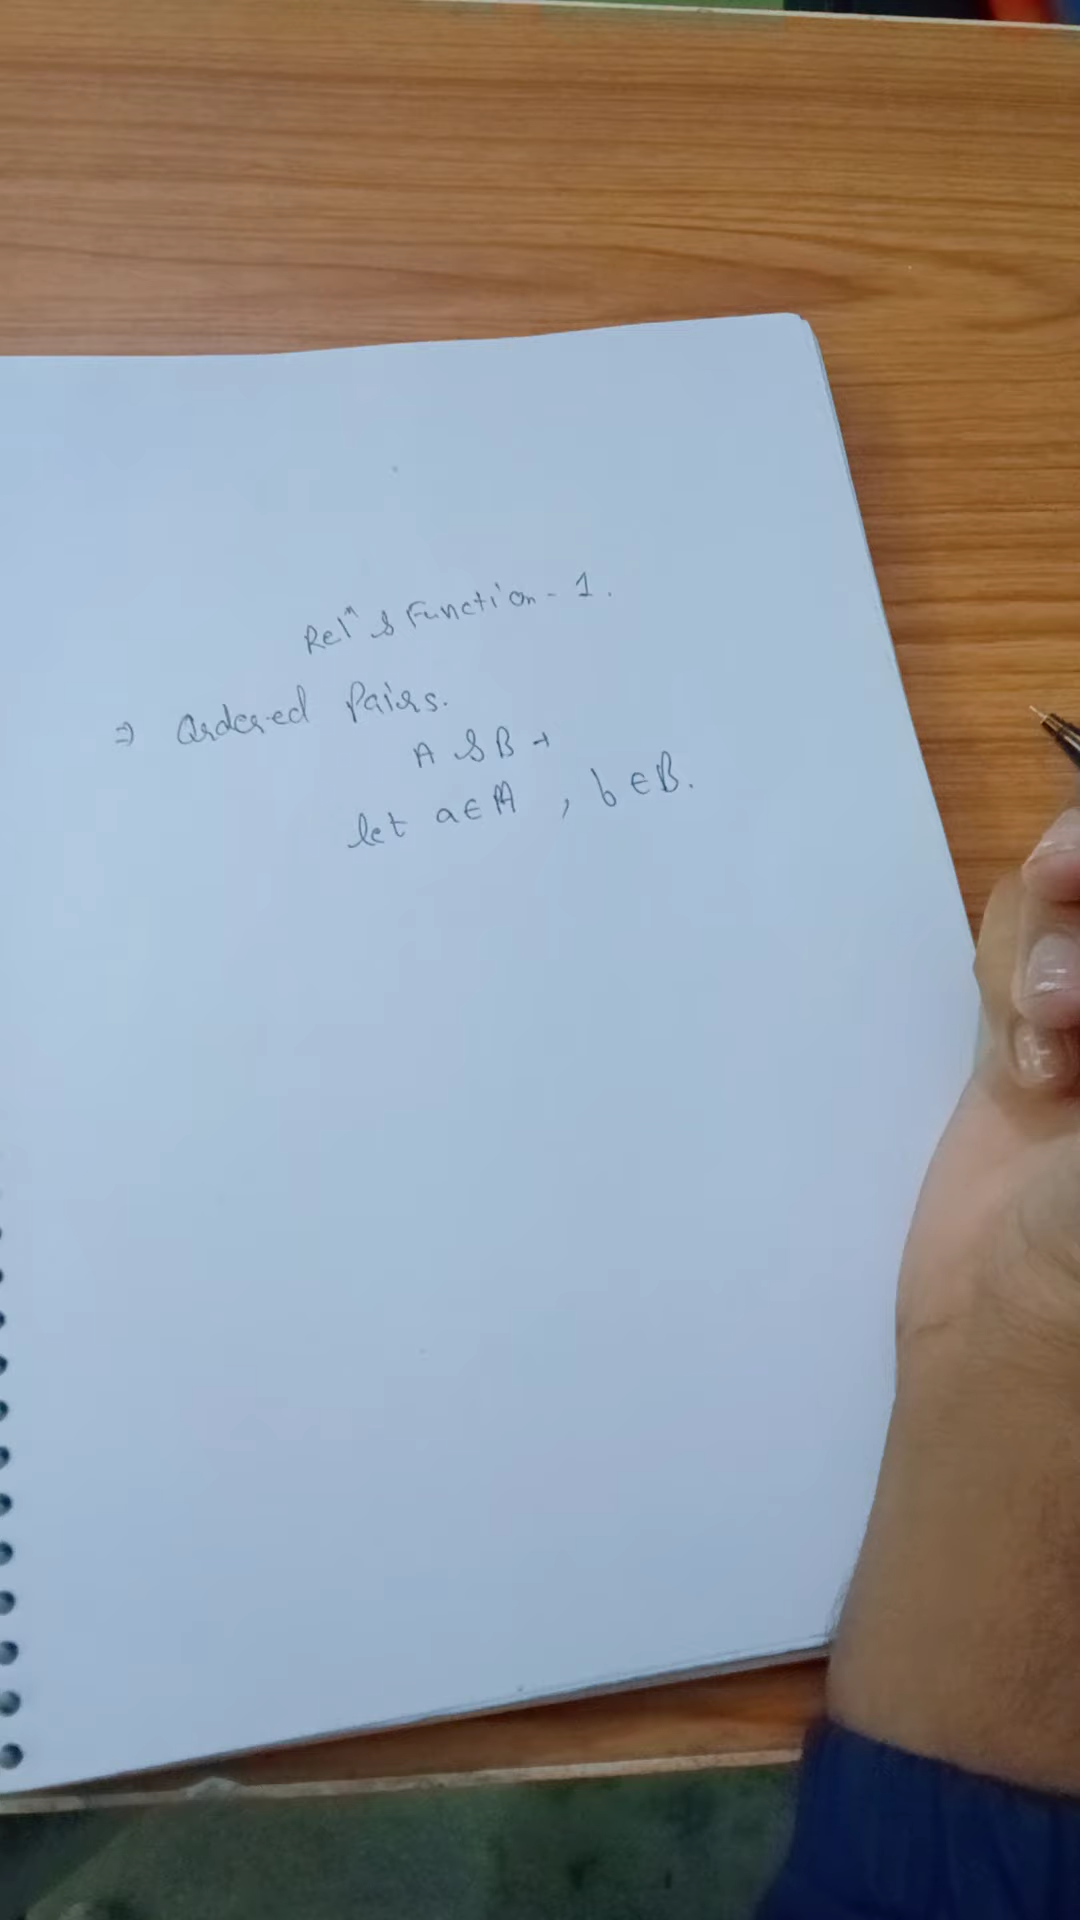 Relⁿ & Function - 1.
⇒ Ordered Pairs.
A & B →
let a ∈ A , b ∈ B.